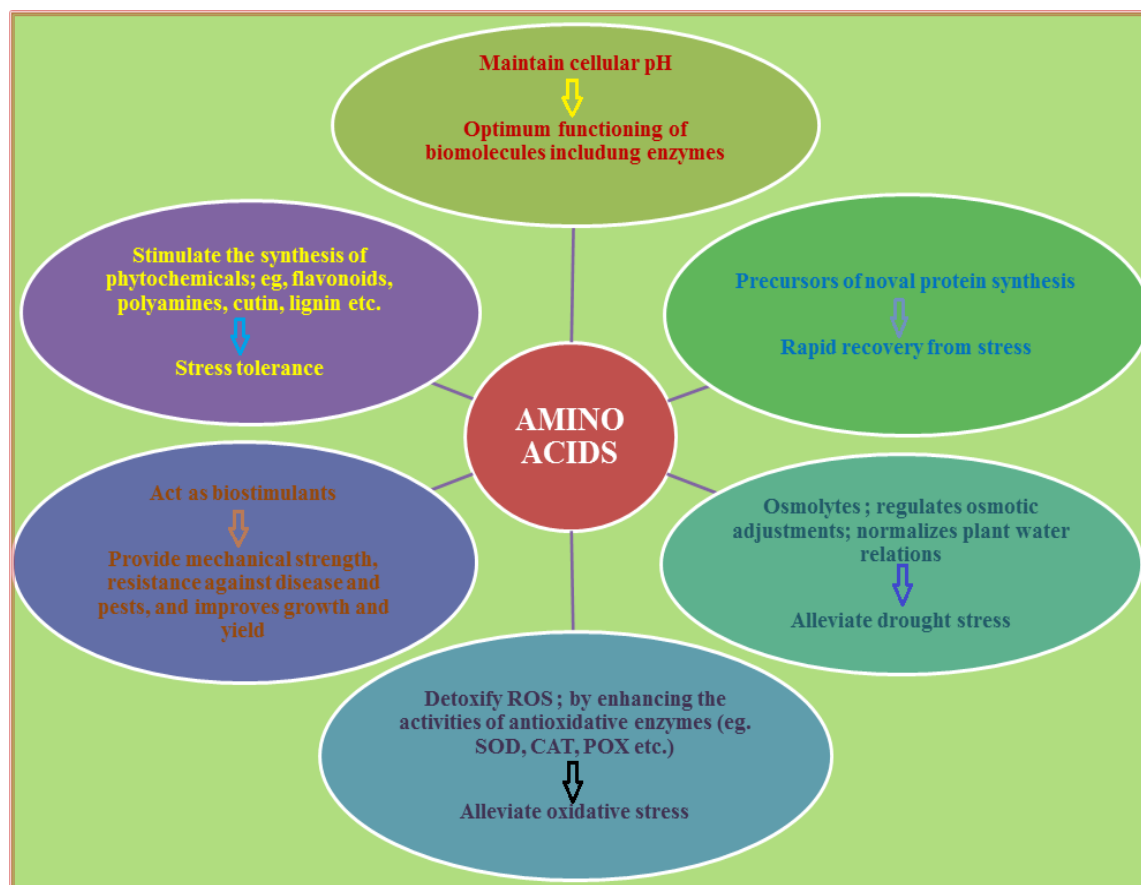 Maintain cellular pH
Optimum functioning of
biomolecules includung enzymes
Stimulate the synthesis of
phytochemicals; eg, flavonoids,
polyamines, cutin, lignin etc.
Stress tolerance
Precursors of noval protein synthesis
Rapid recovery from stress
AMINO
ACIDS
Act as biostimulants
Provide mechanical strength,
resistance against disease and
pests, and improves growth and
yield
Osmolytes ; regulates osmotic
adjustments; normalizes plant water
relations
Alleviate drought stress
Detoxify ROS ; by enhancing the
activities of antioxidative enzymes (eg.
SOD, CAT, POX etc.)
Alleviate oxidative stress